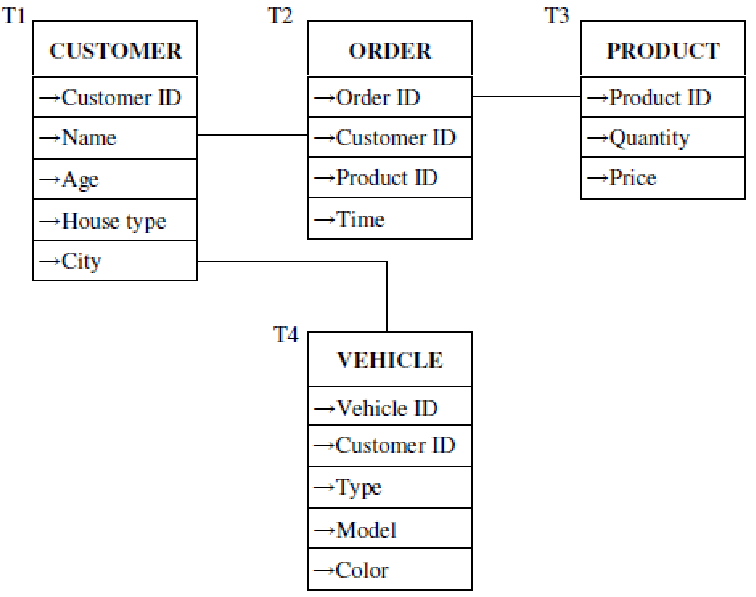 T1
CUSTOMER
→Customer ID
→Name
→Age
→House type
→City
T2
ORDER
→Order ID
→Customer ID
→Product ID
→Time
T3
PRODUCT
→Product ID
→Quantity
→Price
T4
VEHICLE
→Vehicle ID
→Customer ID
→Type
→Model
→Color